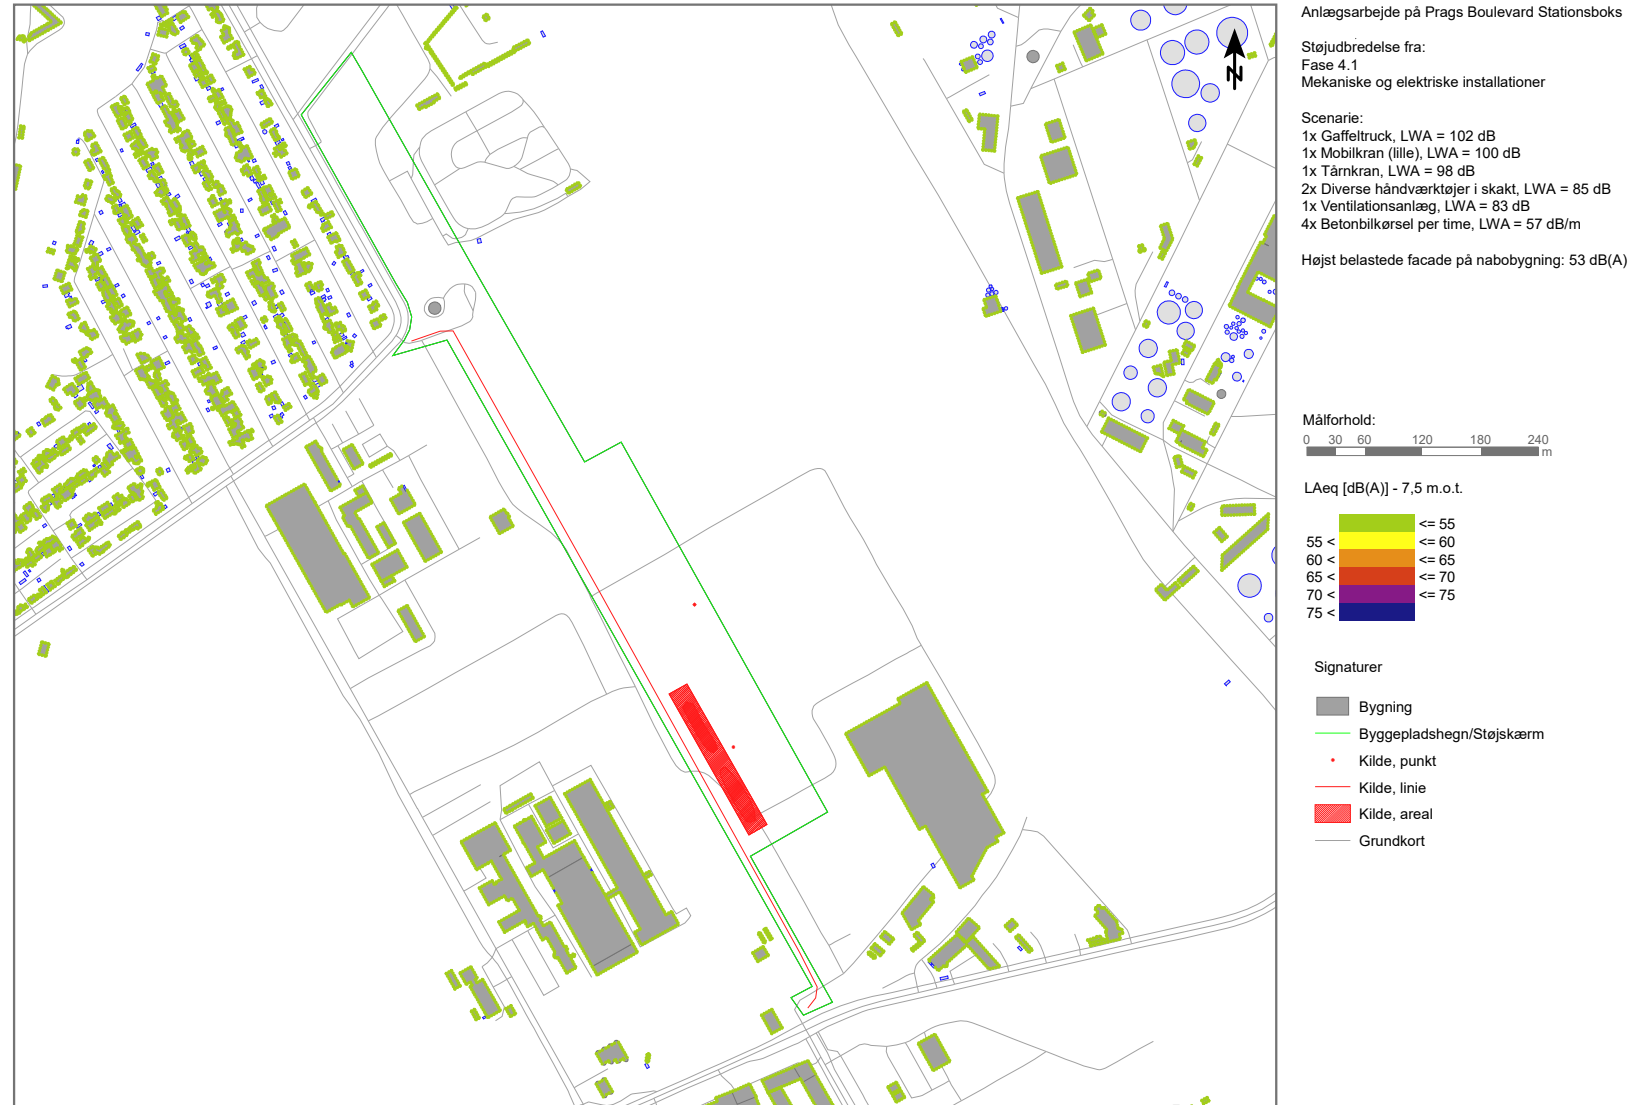 Anlægsarbejde på Prags Boulevard Stationsboks
Støjudbredelse fra:
Fase 4.1
Mekaniske og elektriske installationer
Scenarie:
1x Gaffeltruck, LWA = 102 dB
1x Mobilkran (lille), LWA = 100 dB
1x Tårnkran, LWA = 98 dB
2x Diverse håndværktøjer i skakt, LWA = 85 dB
1x Ventilationsanlæg, LWA = 83 dB
4x Betonbilkørsel per time, LWA = 57 dB/m
Højst belastede facade på nabobygning: 53 dB(A)
N
Målforhold:
0 30 60 120 180 240
m
LAeq [dB(A)] - 7,5 m.o.t.
<= 55
55 < <= 60
60 < <= 65
65 < <= 70
70 < <= 75
75 <
Signaturer
Bygning
Byggepladshegn/Støjskærm
Kilde, punkt
Kilde, linie
Kilde, areal
Grundkort